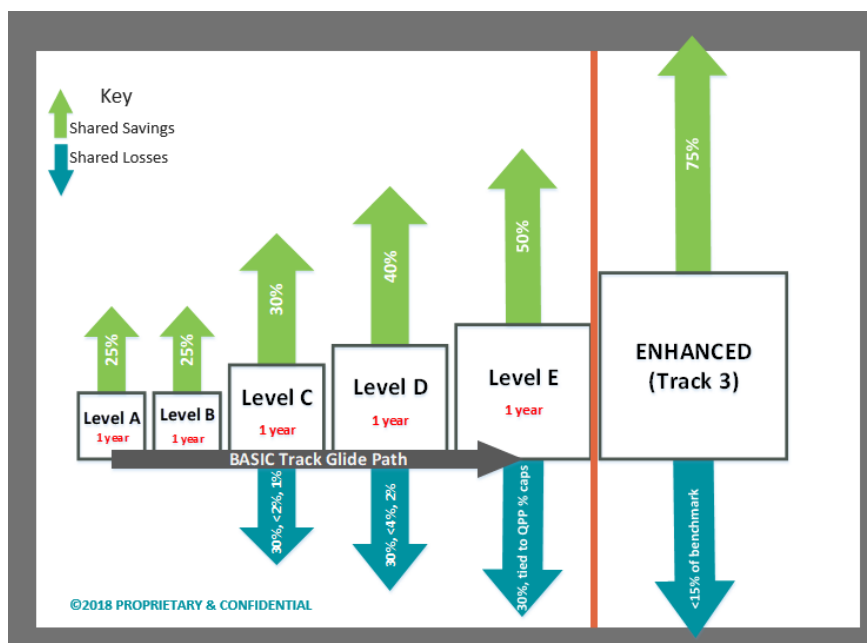 Key
Shared Savings
Shared Losses
25%
25%
30%
40%
50%
75%
Level A
1 year
Level B
1 year
Level C
1 year
Level D
1 year
Level E
1 year
ENHANCED
(Track 3)
BASIC Track Glide Path
30%, <2%, 1%
30%, <4%, 2%
30%, tied to QPP % caps
<15% of benchmark
©2018 PROPRIETARY & CONFIDENTIAL